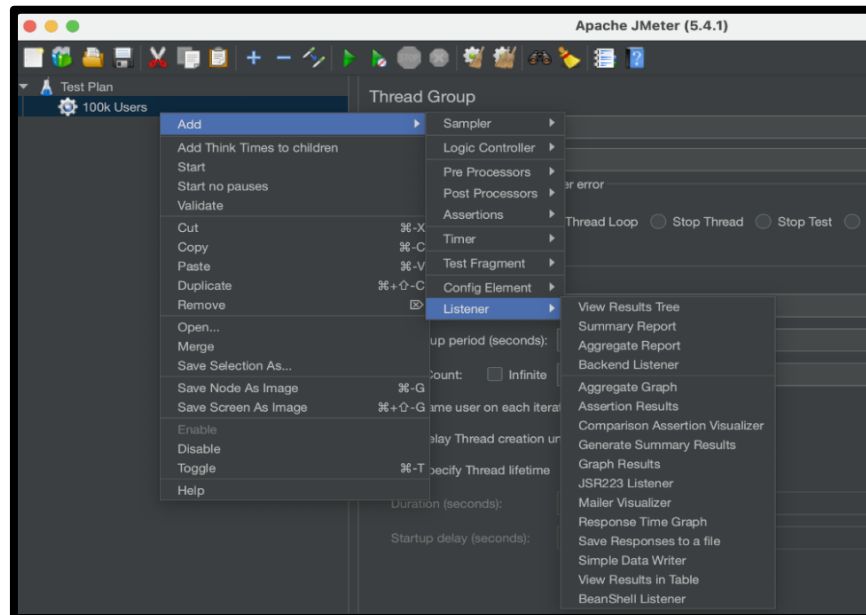 Apache JMeter (5.4.1)
Test Plan
100k Users
Thread Group
Add
Add Think Times to children
Start
Start no pauses
Validate
Cut ⌘-X
Copy ⌘-C
Paste ⌘-V
Duplicate ⌘+⇧-C
Remove ⌦
Open...
Merge
Save Selection As...
Save Node As Image ⌘-G
Save Screen As Image ⌘+⇧-G
Enable
Disable
Toggle ⌘-T
Help
Sampler
Logic Controller
Pre Processors
Post Processors
Assertions
Timer
Test Fragment
Config Element
Listener
View Results Tree
Summary Report
Aggregate Report
Backend Listener
Aggregate Graph
Assertion Results
Comparison Assertion Visualizer
Generate Summary Results
Graph Results
JSR223 Listener
Mailer Visualizer
Response Time Graph
Save Responses to a file
Simple Data Writer
View Results in Table
BeanShell Listener
er error
Thread Loop Stop Thread Stop Test
up period (seconds):
Count: Infinite
ame user on each iterat
elay Thread creation un
pecify Thread lifetime
Duration (seconds):
Startup delay (seconds):